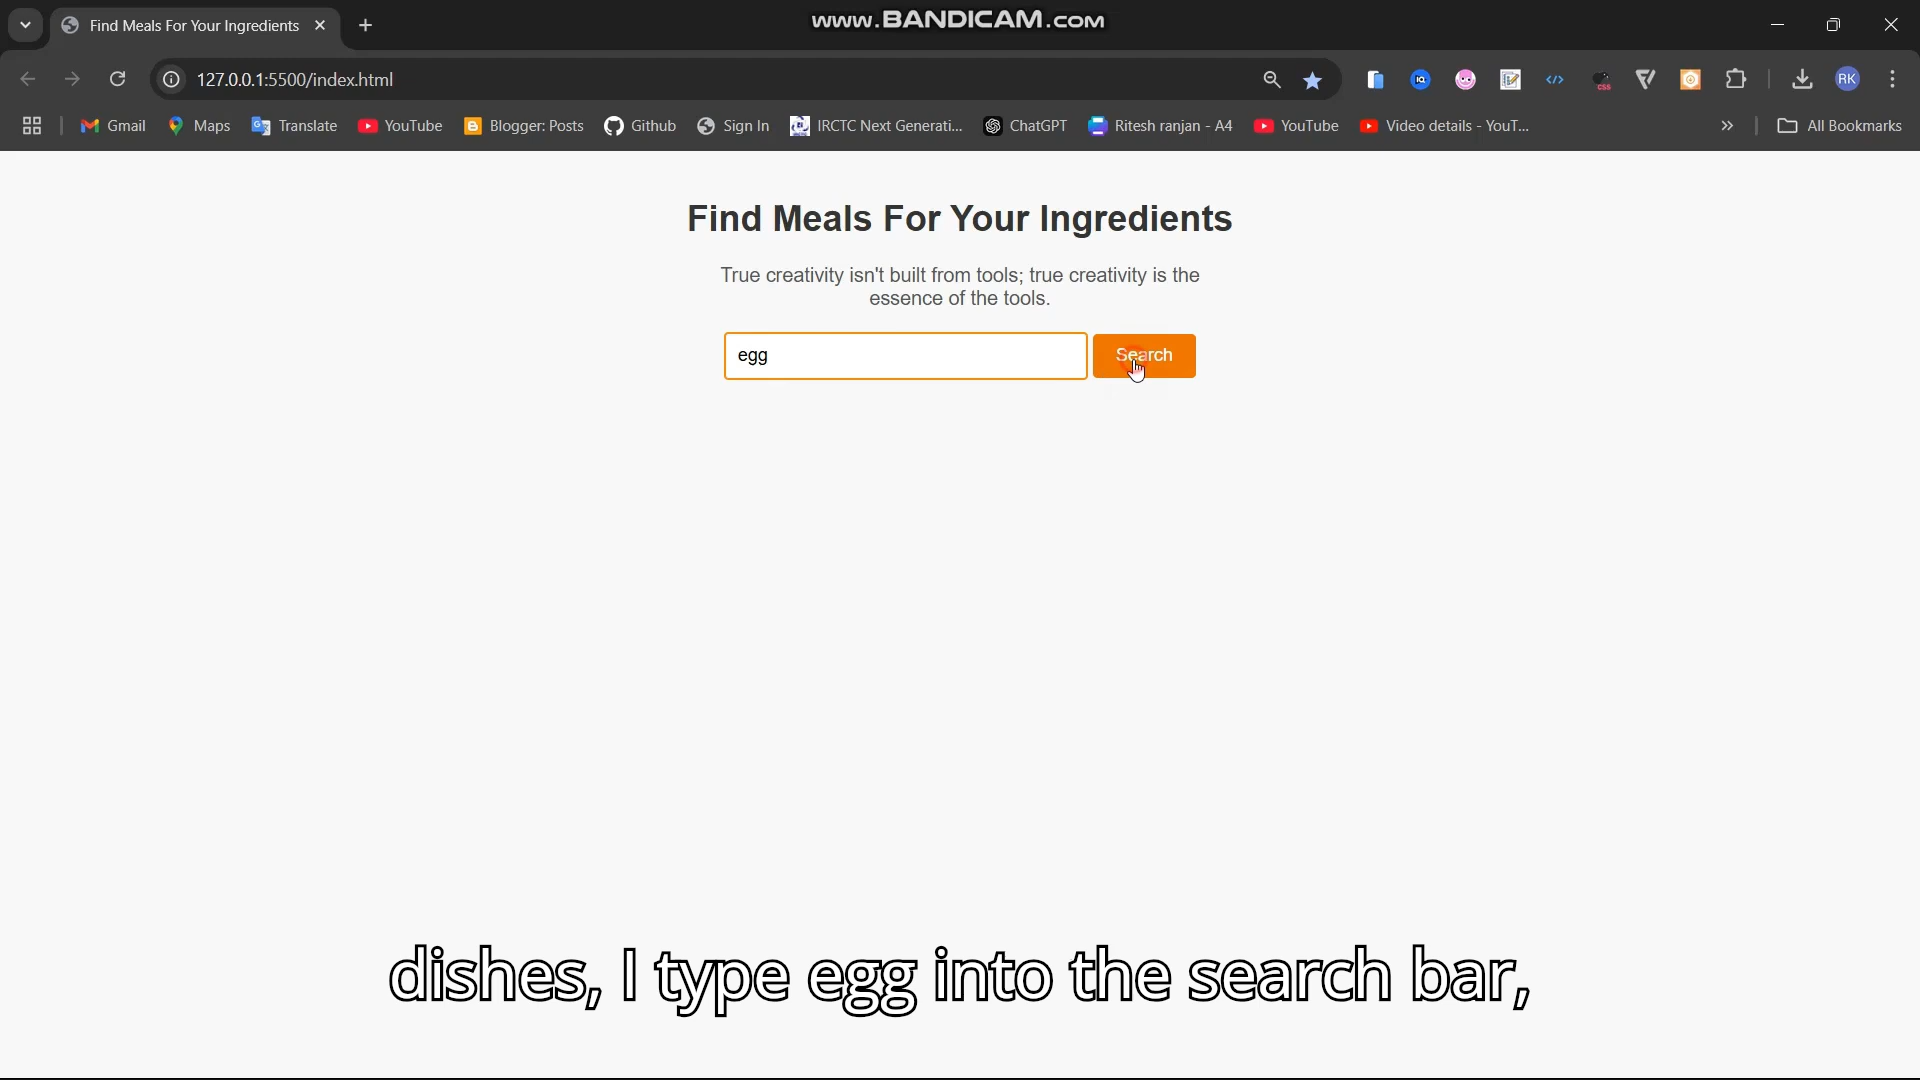 Find Meals For Your Ingredients
www.BANDICAM.com
127.0.0.1:5500/index.html
RK
Gmail
Maps
Translate
YouTube
Blogger: Posts
Github
Sign In
IRCTC Next Generati...
ChatGPT
Ritesh ranjan - A4
YouTube
Video details - YouT...
All Bookmarks
Find Meals For Your Ingredients
True creativity isn't built from tools; true creativity is the
essence of the tools.
egg
Search
dishes, I type egg into the search bar,